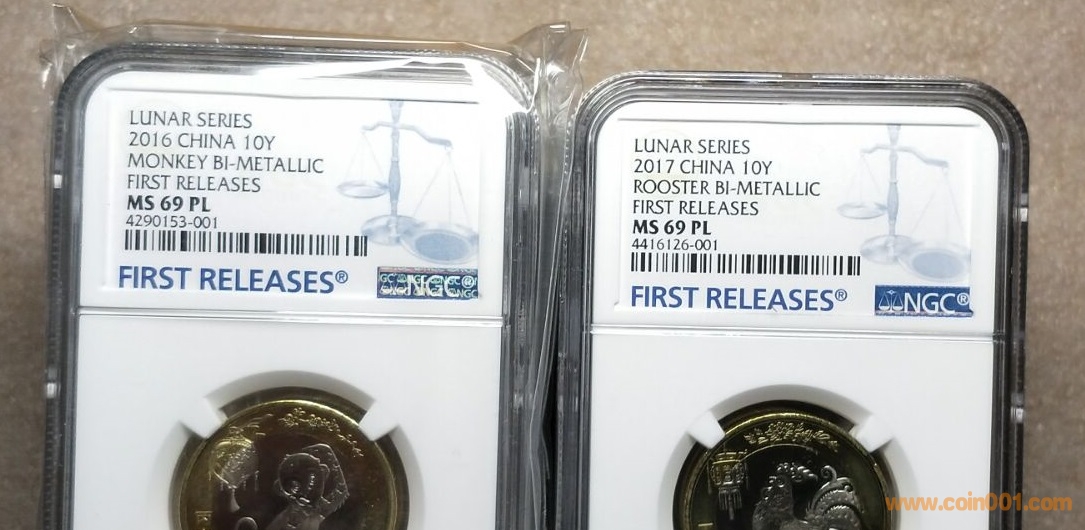 LUNAR SERIES
2016 CHINA 10Y
MONKEY BI-METALLIC
FIRST RELEASES
MS 69 PL
4290153-001
FIRST RELEASES®
NGC
LUNAR SERIES
2017 CHINA 10Y
ROOSTER BI-METALLIC
FIRST RELEASES
MS 69 PL
4416126-001
FIRST RELEASES®
NGC®
www.coin001.com